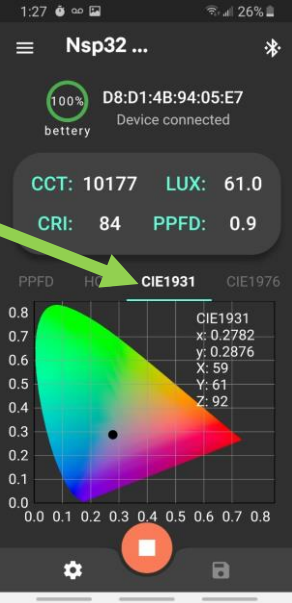 1:27 26%
Nsp32 ...
100%
bettery
D8:D1:4B:94:05:E7
Device connected
CCT: 10177 LUX: 61.0
CRI: 84 PPFD: 0.9
PPFD CIE1931 CIE1976
CIE1931
x: 0.2782
y: 0.2876
X: 59
Y: 61
Z: 92
0.8
0.7
0.6
0.5
0.4
0.3
0.2
0.1
0.0
0.0 0.1 0.2 0.3 0.4 0.5 0.6 0.7 0.8